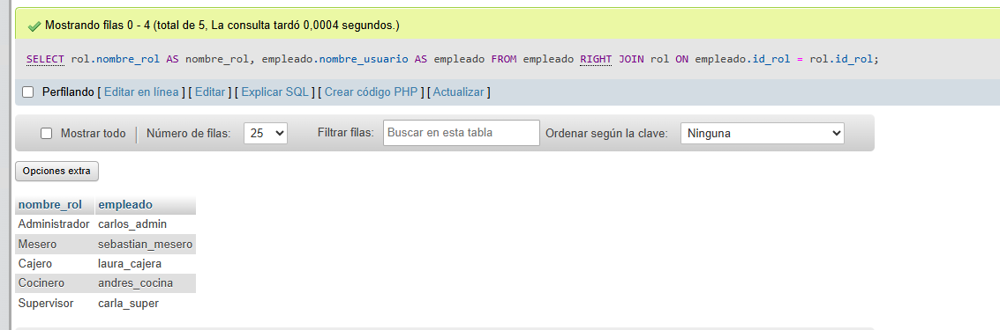 Mostrando filas 0 - 4 (total de 5, La consulta tardó 0,0004 segundos.)
SELECT rol.nombre_rol AS nombre_rol, empleado.nombre_usuario AS empleado FROM empleado RIGHT JOIN rol ON empleado.id_rol = rol.id_rol;
Perfilando [ Editar en línea ] [ Editar ] [ Explicar SQL ] [ Crear código PHP ] [ Actualizar ]
Mostrar todo | Número de filas: 25 Filtrar filas: Buscar en esta tabla Ordenar según la clave: Ninguna
Opciones extra
nombre_rol empleado
Administrador carlos_admin
Mesero sebastian_mesero
Cajero laura_cajera
Cocinero andres_cocina
Supervisor carla_super